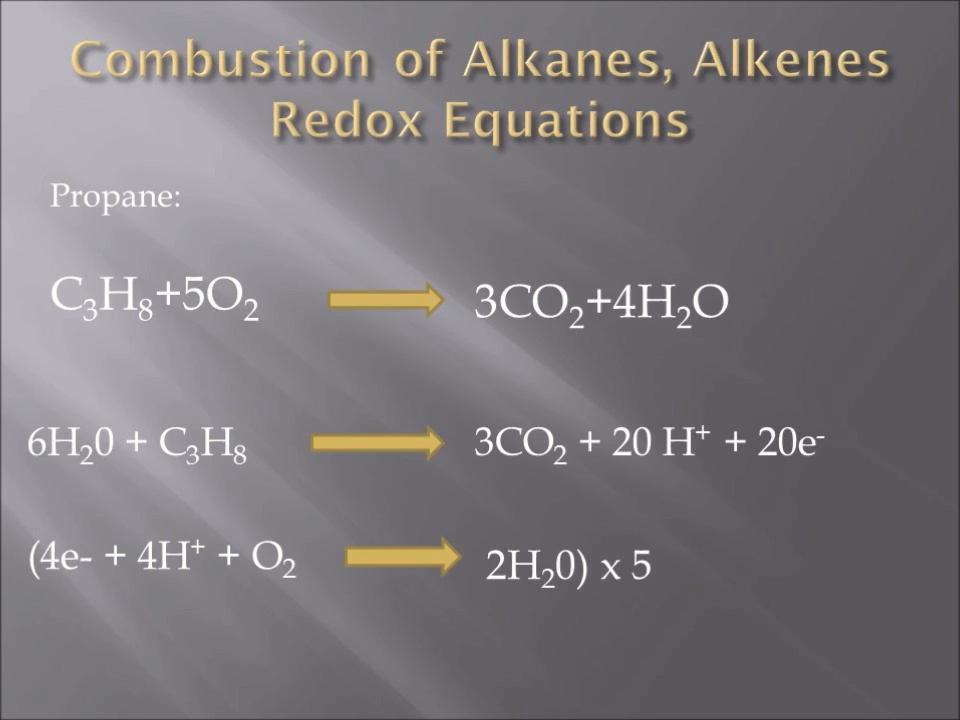 Combustion of Alkanes, Alkenes
Redox Equations
Propane:
C₃H₈+5O₂ 3CO₂+4H₂O
6H₂0 + C₃H₈ 3CO₂ + 20 H⁺ + 20e⁻
(4e- + 4H⁺ + O₂ 2H₂0) x 5